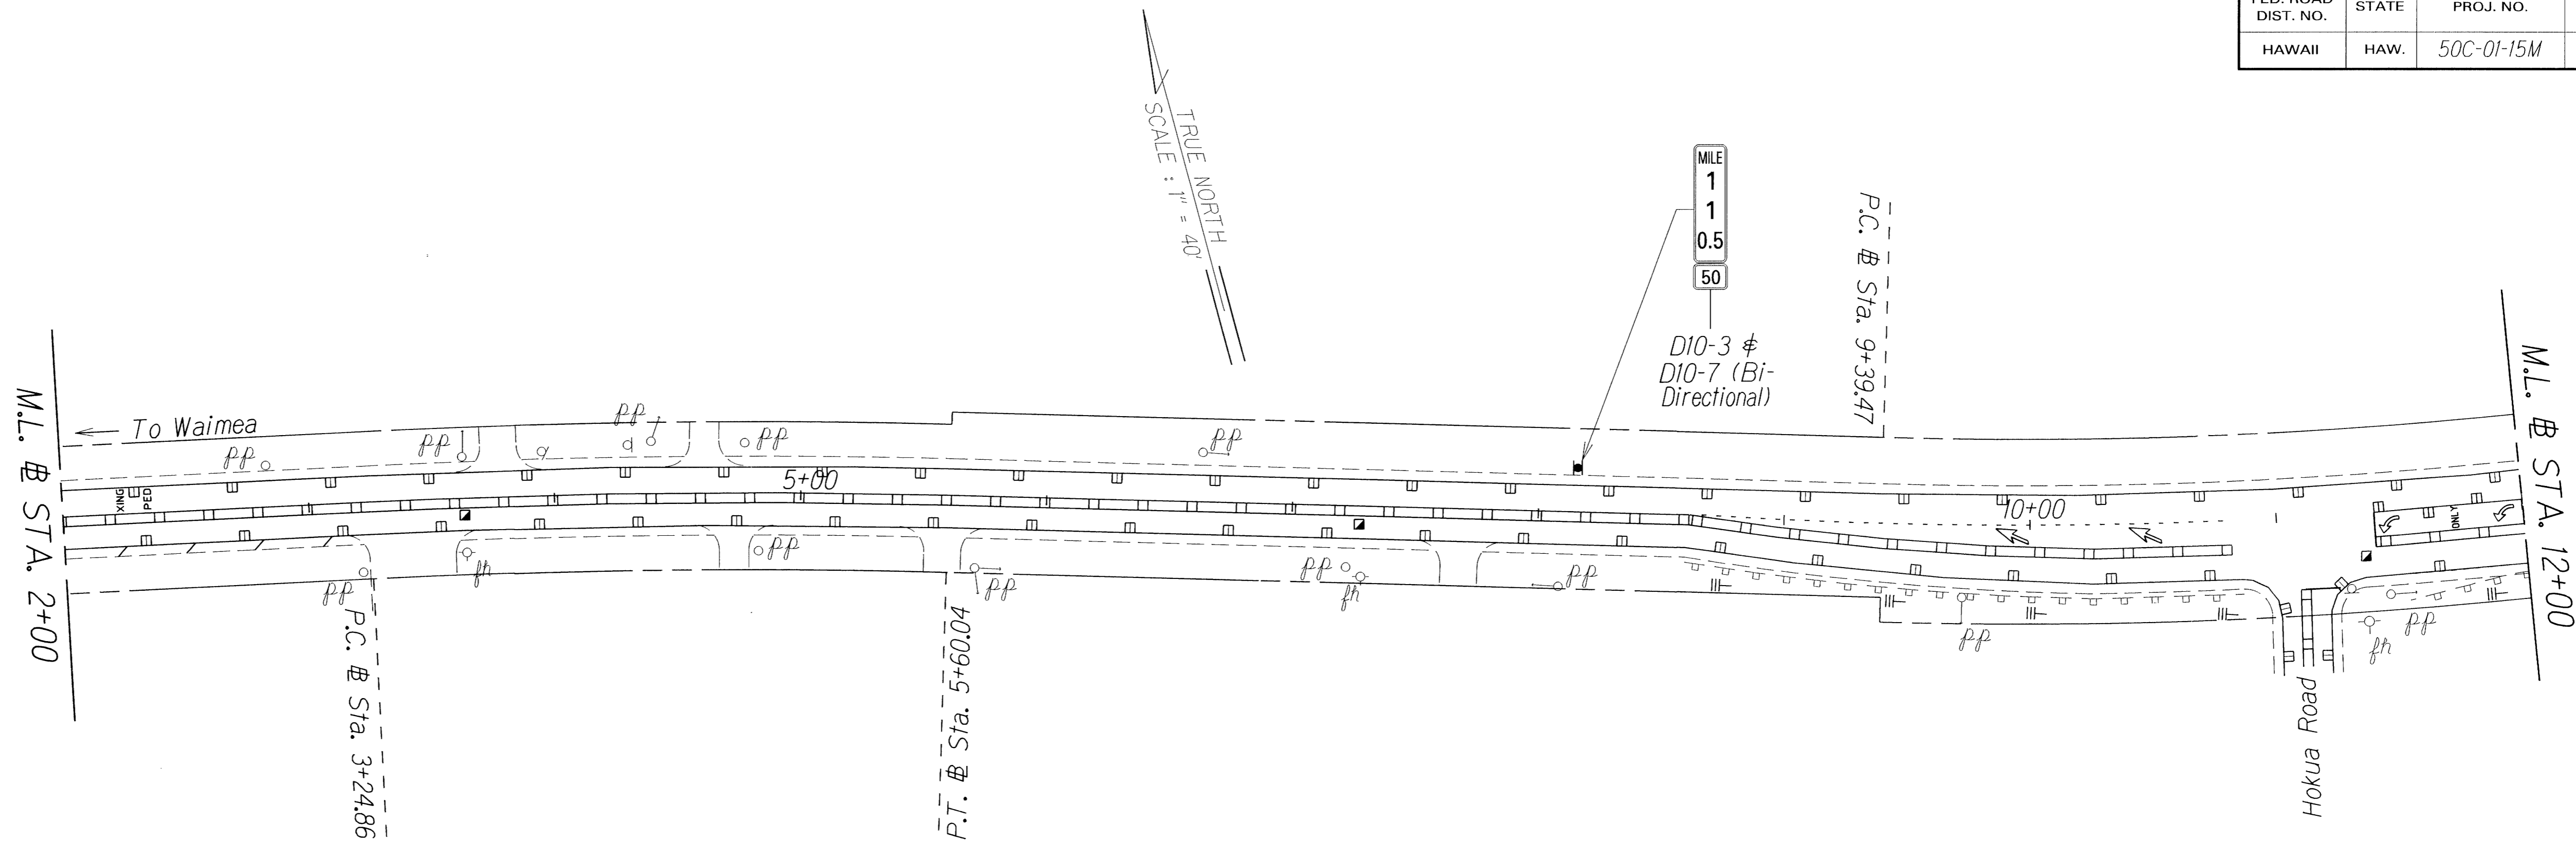 FED. ROAD DIST. NO.
STATE
PROJ. NO.
HAWAII
HAW.
50C-01-15M
TRUE NORTH
SCALE : 1" = 40'
MILE
1
1
0.5
50
D10-3 &
D10-7 (Bi-
Directional)
P.C. ℄ Sta. 9+39.47
M.L. ℄ STA. 2+00
To Waimea
pp
pp
pp
pp
pp
XING
PED
5+00
10+00
ONLY
M.L. ℄ STA. 12+00
fh
pp
pp
pp
pp
fh
pp
pp
pp
fh
P.C. ℄ Sta. 3+24.86
P.T. ℄ Sta. 5+60.04
Hokua Road